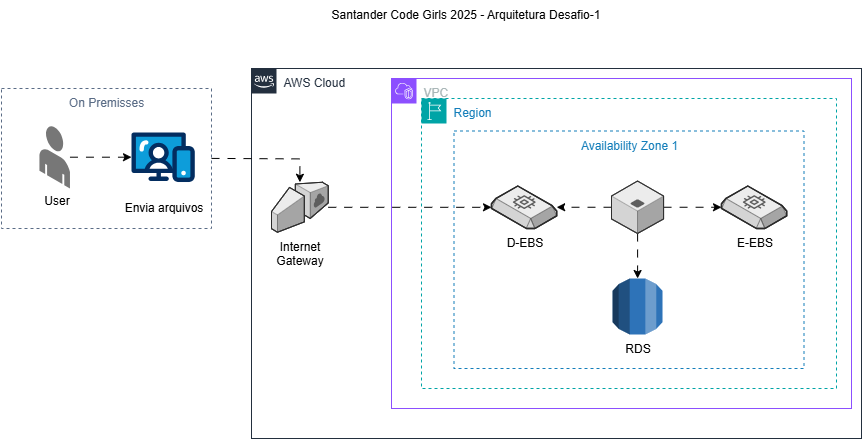 Santander Code Girls 2025 - Arquitetura Desafio-1
aws
AWS Cloud
VPC
On Premisses
Region
Availability Zone 1
User
Envia arquivos
Internet
Gateway
D-EBS
E-EBS
RDS